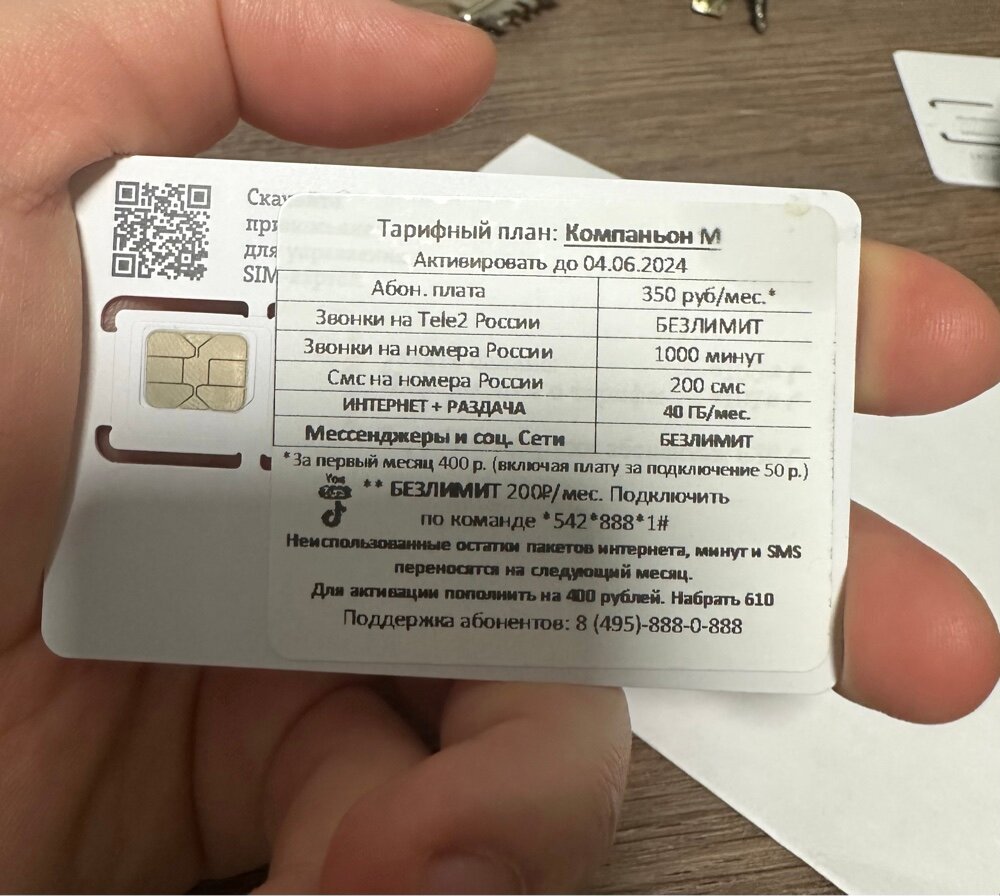 Тарифный план: Компаньон М
Активировать до 04.06.2024
Абон. плата 350 руб/мес.*
Звонки на Tele2 России БЕЗЛИМИТ
Звонки на номера России 1000 минут
Смс на номера России 200 смс
ИНТЕРНЕТ + РАЗДАЧА 40 ГБ/мес.
Мессенджеры и соц. Сети БЕЗЛИМИТ
*За первый месяц 400 р. (включая плату за подключение 50 р.)
** БЕЗЛИМИТ 200₽/мес. Подключить
по команде *542*888*1#
Неиспользованные остатки пакетов интернета, минут и SMS
переносятся на следующий месяц.
Для активации пополнить на 400 рублей. Набрать 610
Поддержка абонентов: 8 (495)-888-0-888
для
SIM